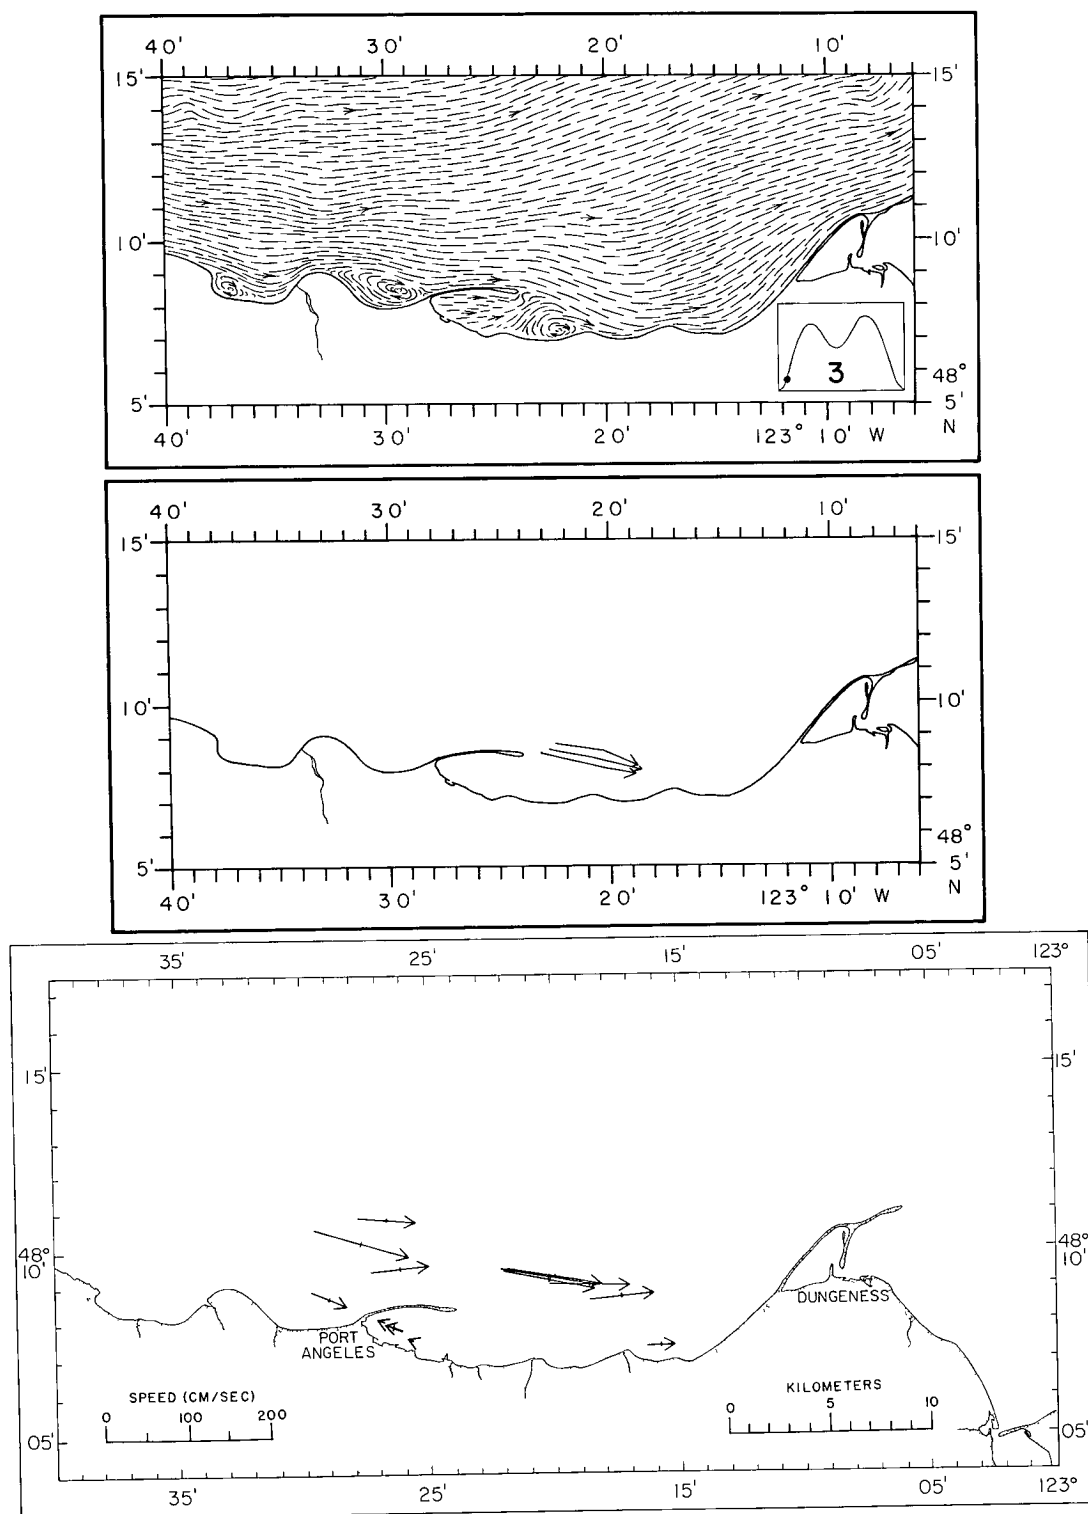 40' 30' 20' 10'
15' 15'
10' 10'
3
48°
5' 5'
40' 30' 20' 123° 10' W N
40' 30' 20' 10'
15' 15'
10' 10'
48°
5' 5'
40' 30' 20' 123° 10' W N
35' 25' 15' 05' 123°
15' 15'
48° 48°
10' 10'
DUNGENESS
PORT
ANGELES
SPEED (CM/SEC)
0 100 200
KILOMETERS
0 5 10
05' 05'
35' 25' 15' 05' 123°